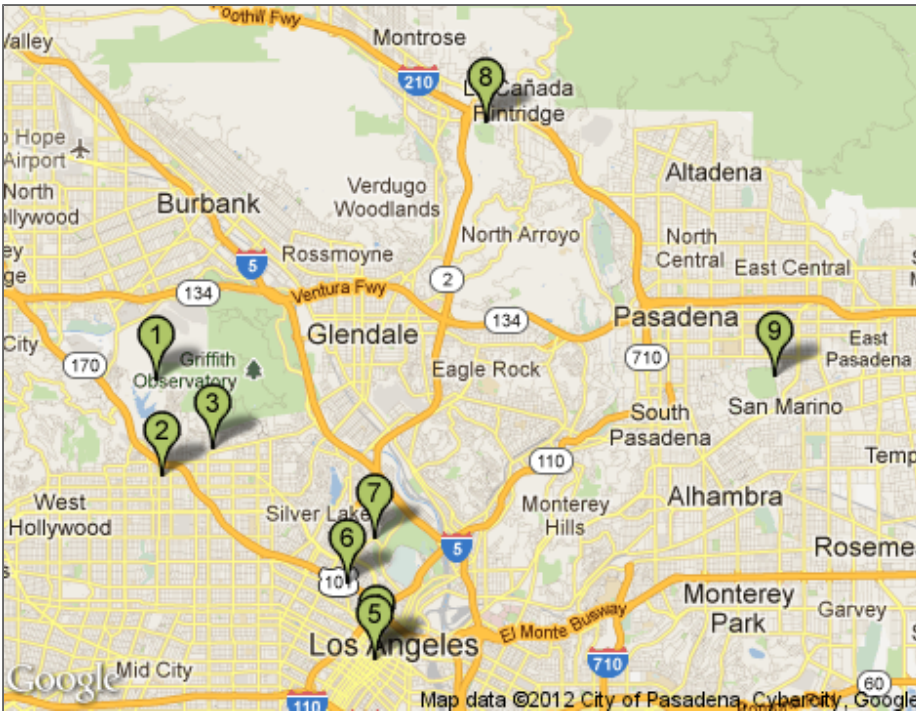 Foothill Fwy
Valley
Montrose
210
8
La Cañada
Flintridge
Hope
Airport
Altadena
North
ollywood
Verdugo
Woodlands
Burbank
ey
ge
Rossmoyne
North Arroyo
North
Central
East Central
5
2
134
Ventura Fwy
134
Pasadena
City
1
Glendale
9
East
Pasadena
170
Griffith
Observatory
710
Eagle Rock
3
San Marino
South
Pasadena
2
110
Temp
West
Hollywood
7
Silver Lake
Monterey
Hills
Alhambra
6
5
Roseme
101
Monterey
Park
Garvey
5
Los Angeles
El Monte Busway
710
Google
Mid City
60
110
Map data ©2012 City of Pasadena, Cybercity, Google